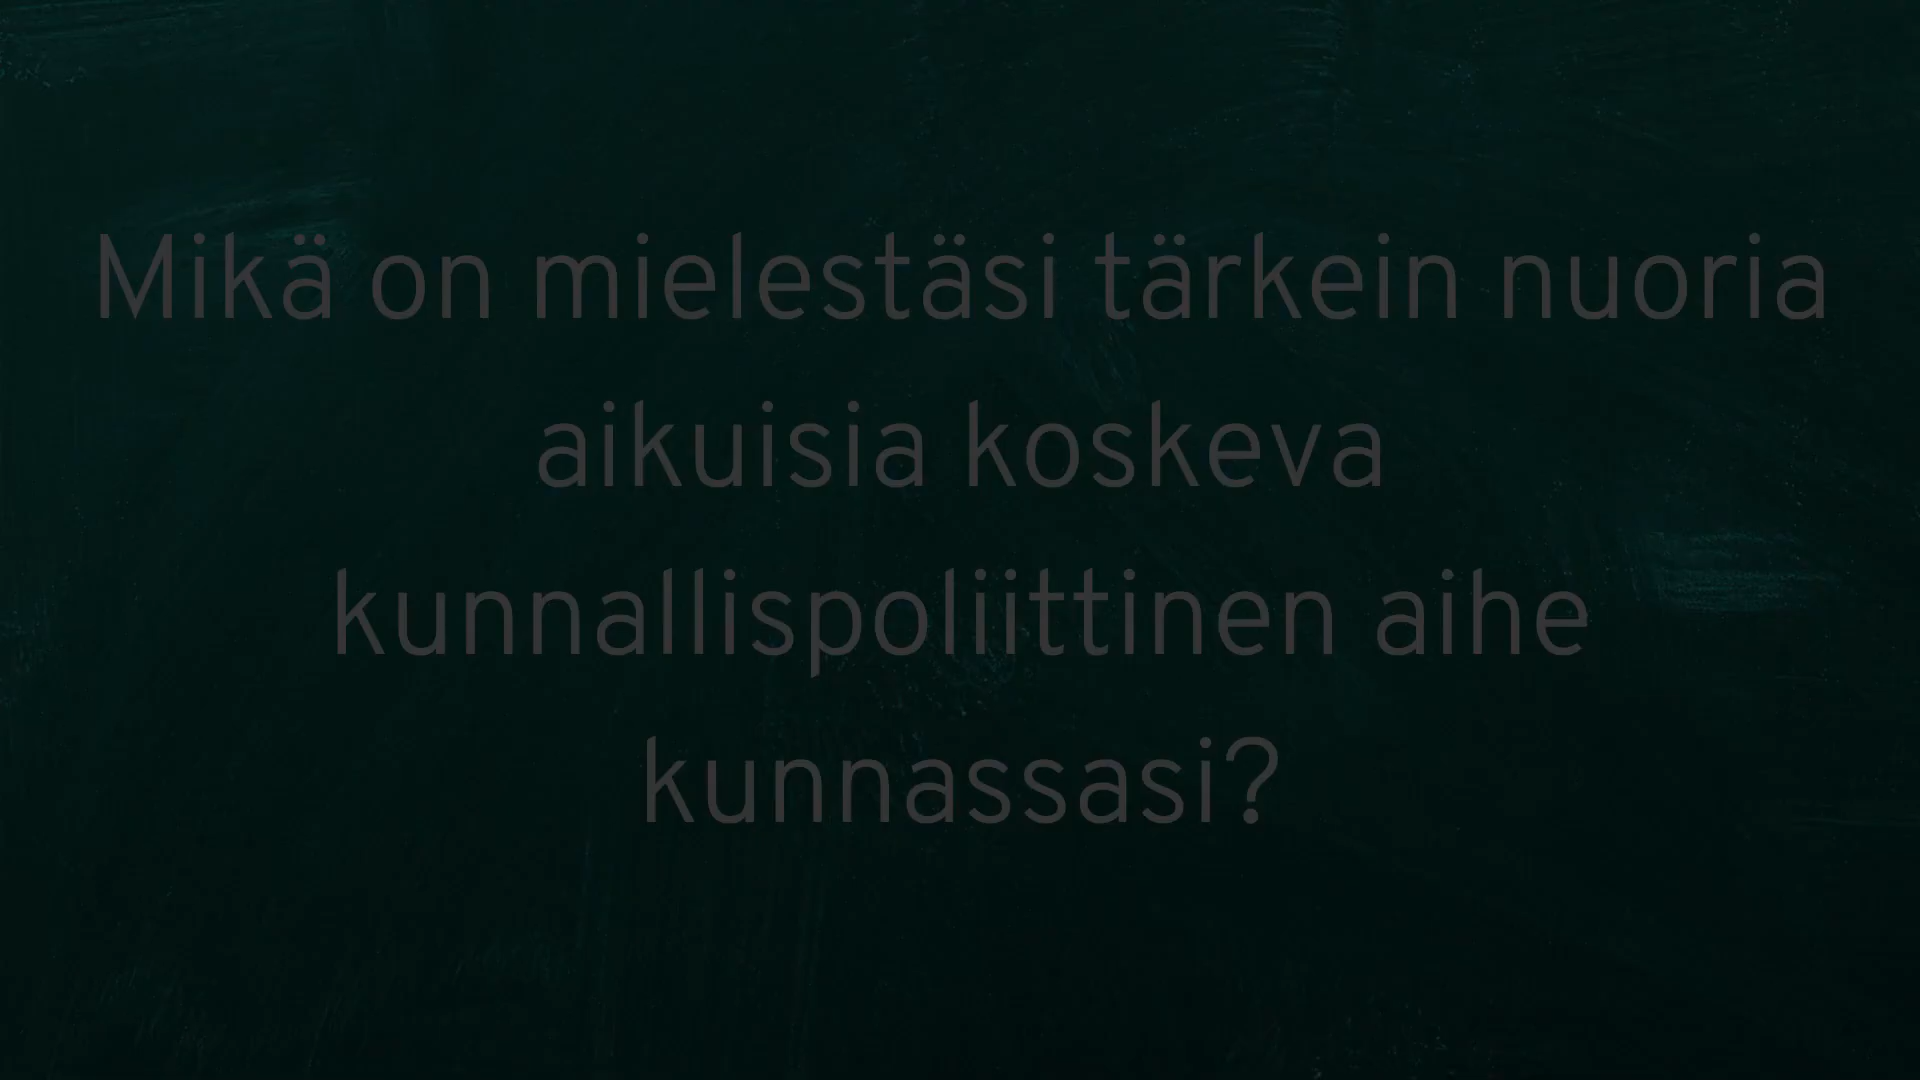 Mikä on mielestäsi tärkein nuoria
aikuisia koskeva
kunnallispoliittinen aihe
kunnassasi?